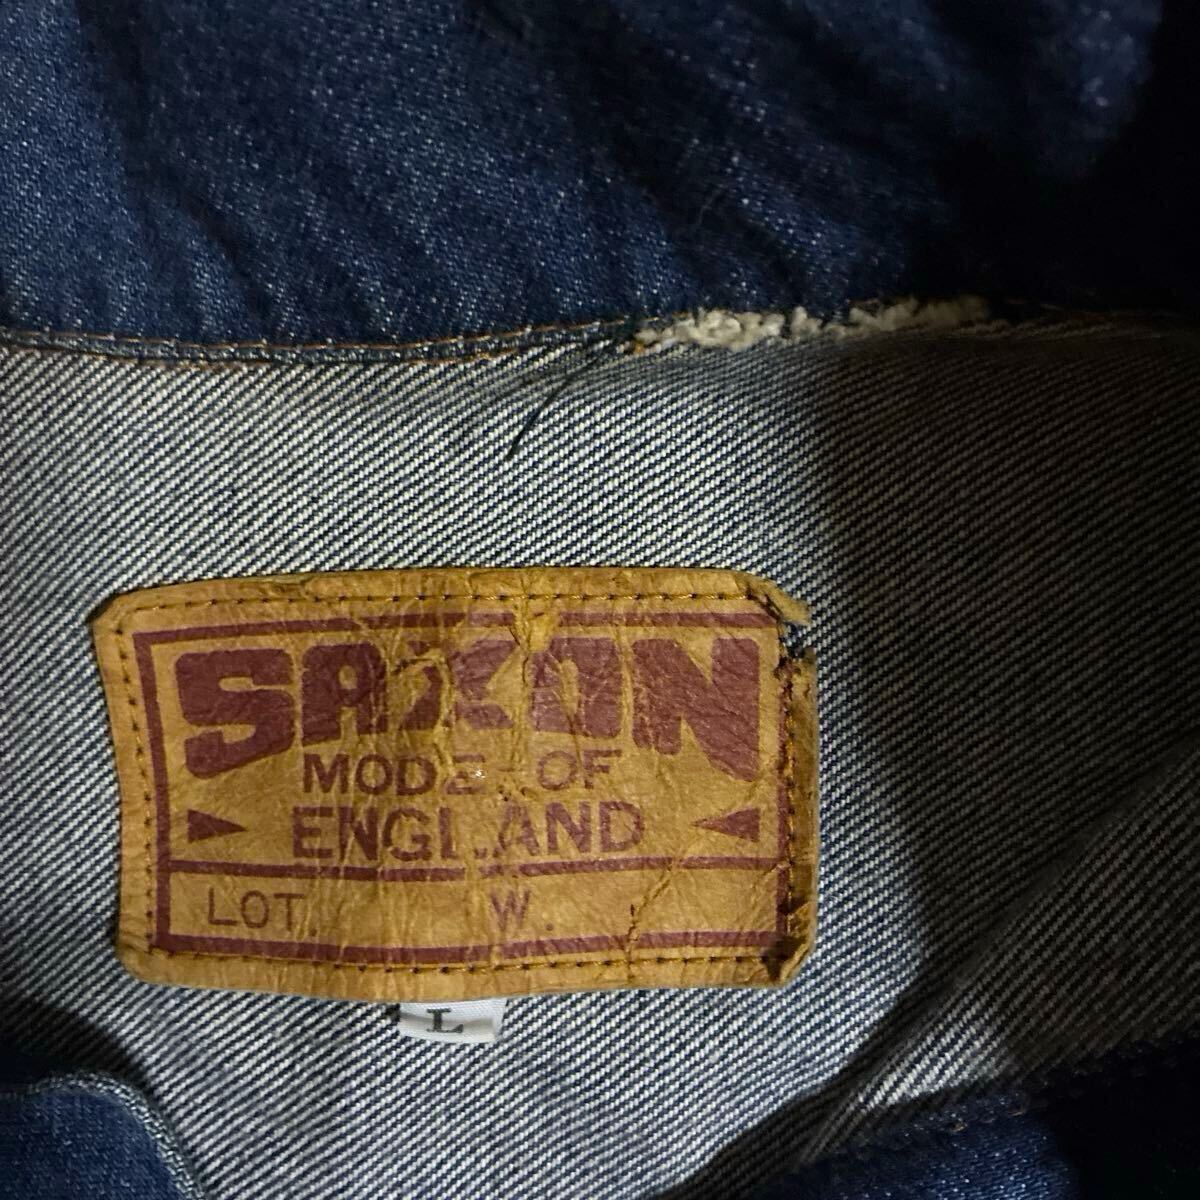 SAXON
MODE OF
ENGLAND
LOT. W.
L